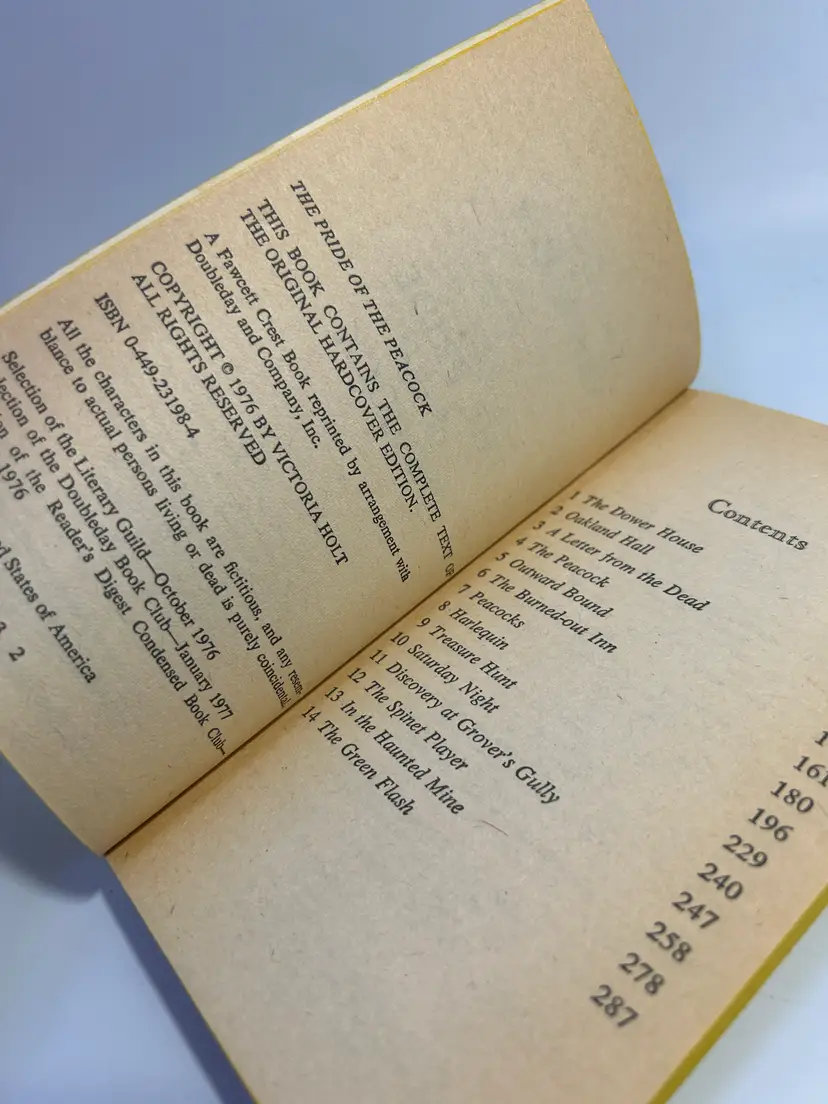 THE PRIDE OF THE PEACOCK
THIS BOOK CONTAINS THE COMPLETE TEXT OF
THE ORIGINAL HARDCOVER EDITION.
A Fawcett Crest Book reprinted by arrangement with
Doubleday and Company, Inc.
COPYRIGHT © 1976 BY VICTORIA HOLT
ALL RIGHTS RESERVED
ISBN 0-449-23198-4
All the characters in this book are fictitious, and any resem-
blance to actual persons living or dead is purely coincidental.
Selection of the Literary Guild—October 1976
of the Doubleday Book Club—January 1977
of the Reader's Digest Condensed Book Club—
1976
States of America
3 2
Contents
1 The Dower House
2 Oakland Hall
3 A Letter from the Dead
4 The Peacock
5 Outward Bound
6 The Burned-out Inn 161
7 Peacocks 180
8 Harlequin 196
9 Treasure Hunt 229
10 Saturday Night 240
11 Discovery at Grover's Gully 247
12 The Spinet Player 258
13 In the Haunted Mine 278
14 The Green Flash 287